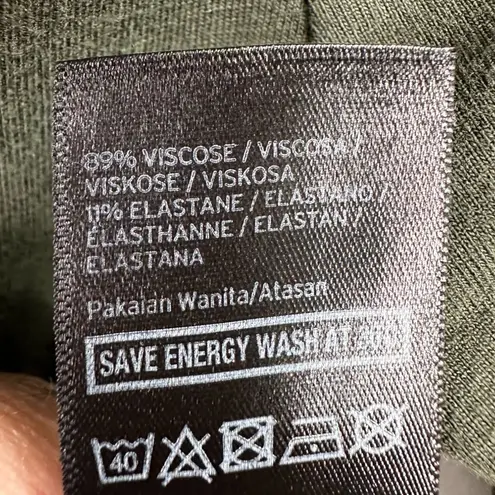 89% VISCOSE / VISCOSA /
VISKOSE / VISKOSA
11% ELASTANE / ELASTANO /
ÉLASTHANNE / ELASTAN /
ELASTANA
Pakaian Wanita/Atasan
SAVE ENERGY WASH AT
40